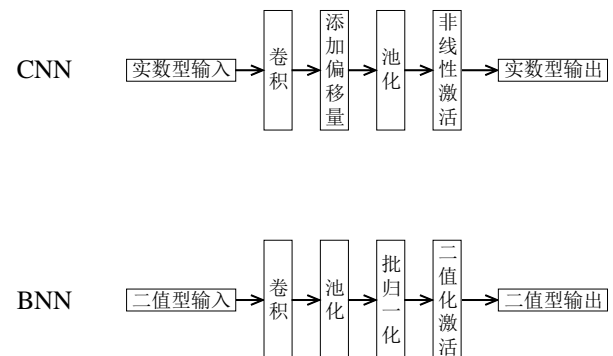 CNN
实数型输入
卷积
添加偏移量
池化
非线性激活
实数型输出
BNN
二值型输入
卷积
池化
批归一化
二值化激活
二值型输出